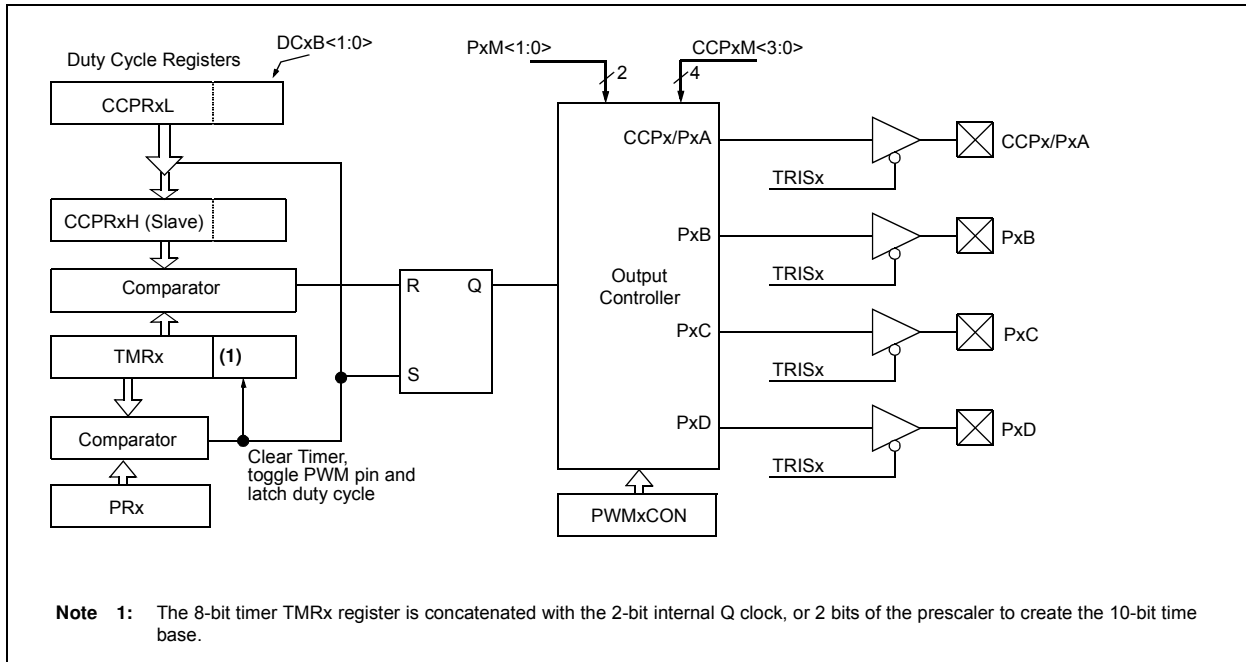 DCxB<1:0>
Duty Cycle Registers
CCPRxL
CCPRxH (Slave)
Comparator
TMRx
(1)
Comparator
PRx
Clear Timer,
toggle PWM pin and
latch duty cycle
R
Q
S
PxM<1:0>
2
CCPxM<3:0>
4
CCPx/PxA
PxB
Output
Controller
PxC
PxD
PWMxCON
TRISx
CCPx/PxA
TRISx
PxB
TRISx
PxC
TRISx
PxD
Note 1: The 8-bit timer TMRx register is concatenated with the 2-bit internal Q clock, or 2 bits of the prescaler to create the 10-bit time
base.